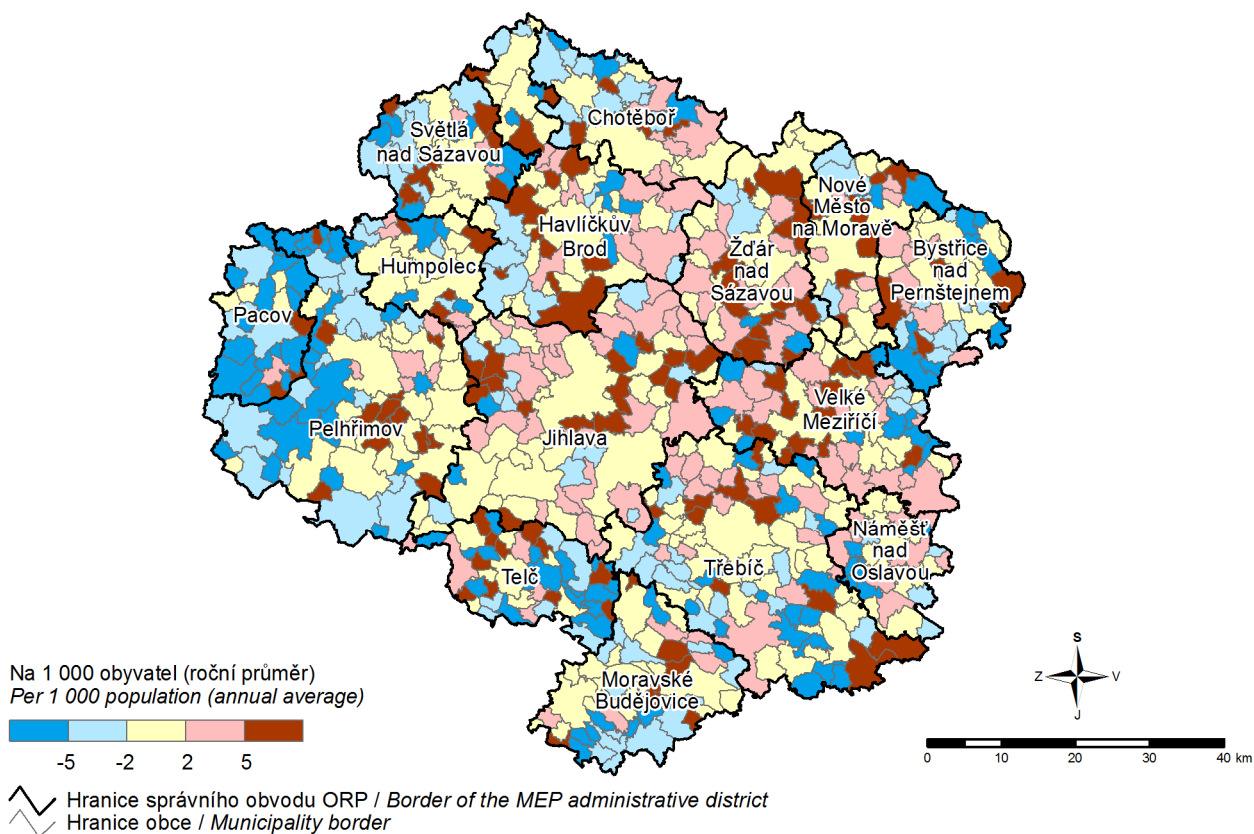 Chotěboř
Světlá
nad Sázavou
Nové
Město
na Moravě
Havlíčkův
Brod
Žďár
nad
Sázavou
Bystřice
nad
Pernštejnem
Humpolec
Pacov
Velké
Meziříčí
Pelhřimov
Jihlava
Náměšť
nad
Oslavou
Telč
Třebíč
Moravské
Budějovice
Na 1 000 obyvatel (roční průměr)
Per 1 000 population (annual average)
-5 -2 2 5
Hranice správního obvodu ORP / Border of the MEP administrative district
Hranice obce / Municipality border
S
Z V
J
0 10 20 30 40 km